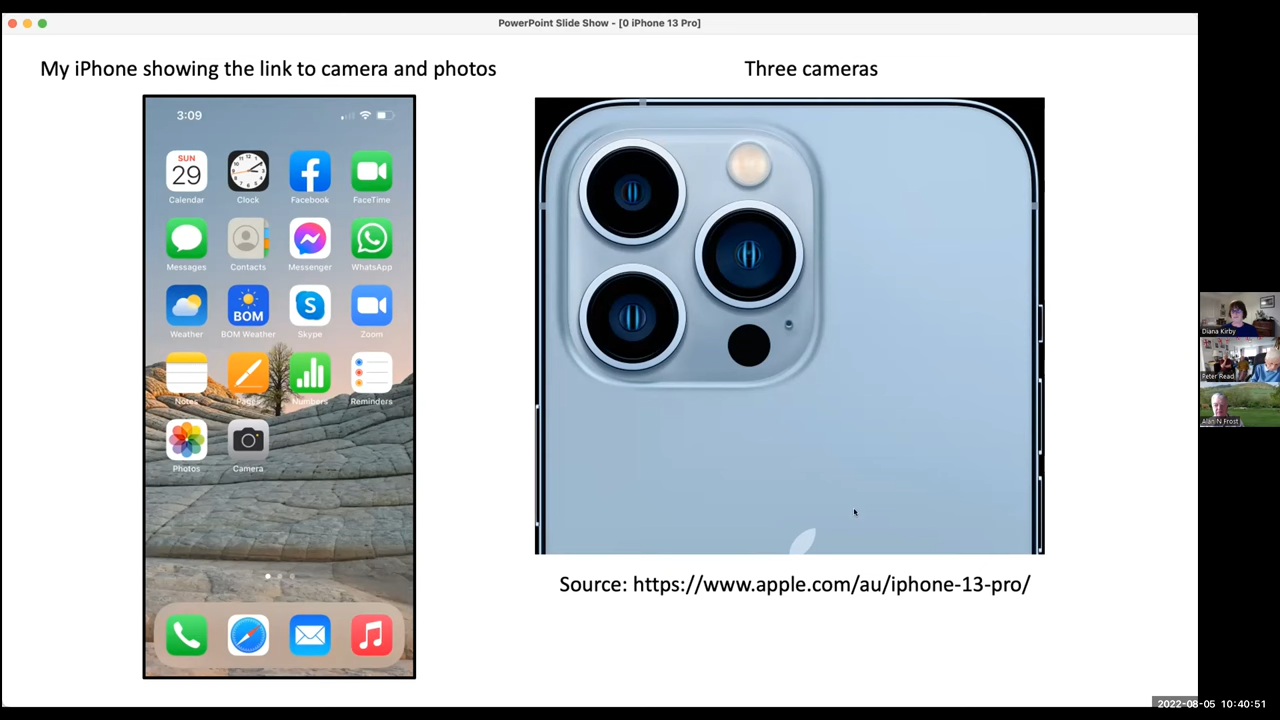 PowerPoint Slide Show - [0 iPhone 13 Pro]
My iPhone showing the link to camera and photos
Three cameras
3:09
SUN
29
Calendar
Clock
Facebook
FaceTime
Messages
Contacts
Messenger
WhatsApp
BOM
Weather
BOM Weather
Skype
Zoom
Notes
Pages
Numbers
Reminders
Photos
Camera
Source: https://www.apple.com/au/iphone-13-pro/
Diana Kirby
Peter Read
Alan N Frost
2022-08-05 10:40:51